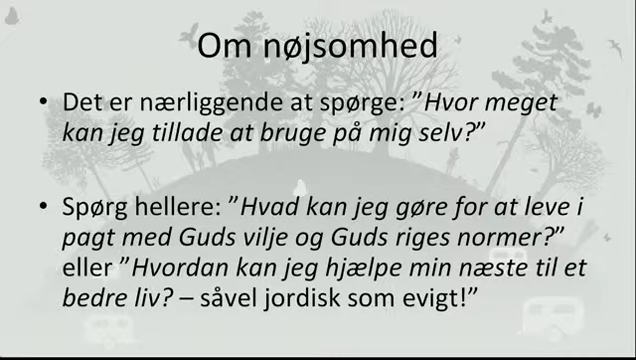 Om nøjsomhed
• Det er nærliggende at spørge: ”Hvor meget
kan jeg tillade at bruge på mig selv?”
• Spørg hellere: ”Hvad kan jeg gøre for at leve i
pagt med Guds vilje og Guds riges normer?”
eller ”Hvordan kan jeg hjælpe min næste til et
bedre liv? – såvel jordisk som evigt!”